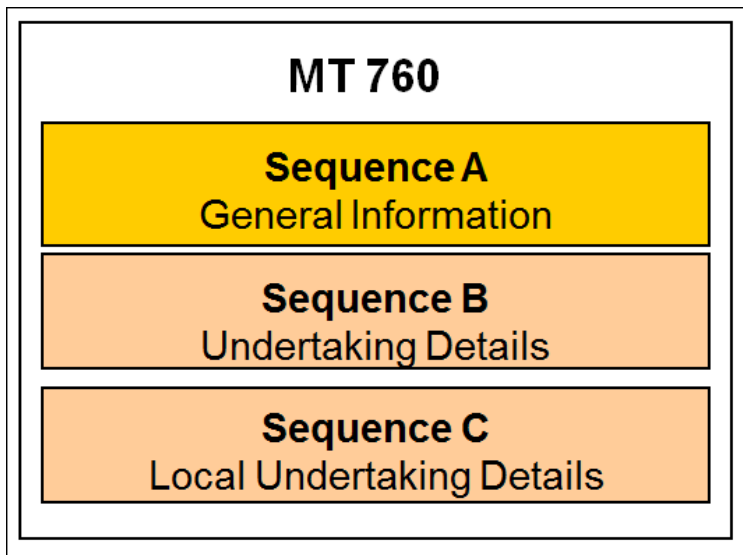 MT 760
Sequence A
General Information
Sequence B
Undertaking Details
Sequence C
Local Undertaking Details